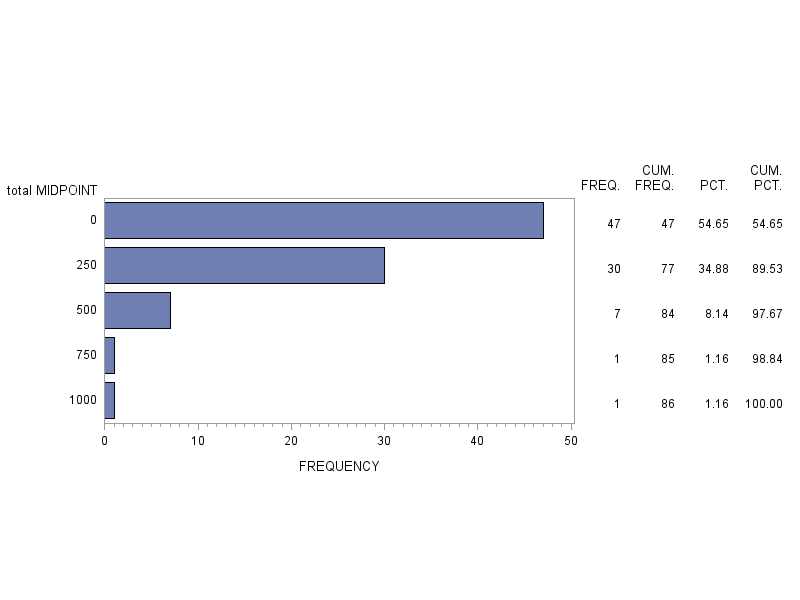 CUM. CUM.
total MIDPOINT FREQ. FREQ. PCT. PCT.
0 47 47 54.65 54.65
250 30 77 34.88 89.53
500 7 84 8.14 97.67
750 1 85 1.16 98.84
1000 1 86 1.16 100.00
0 10 20 30 40 50
FREQUENCY